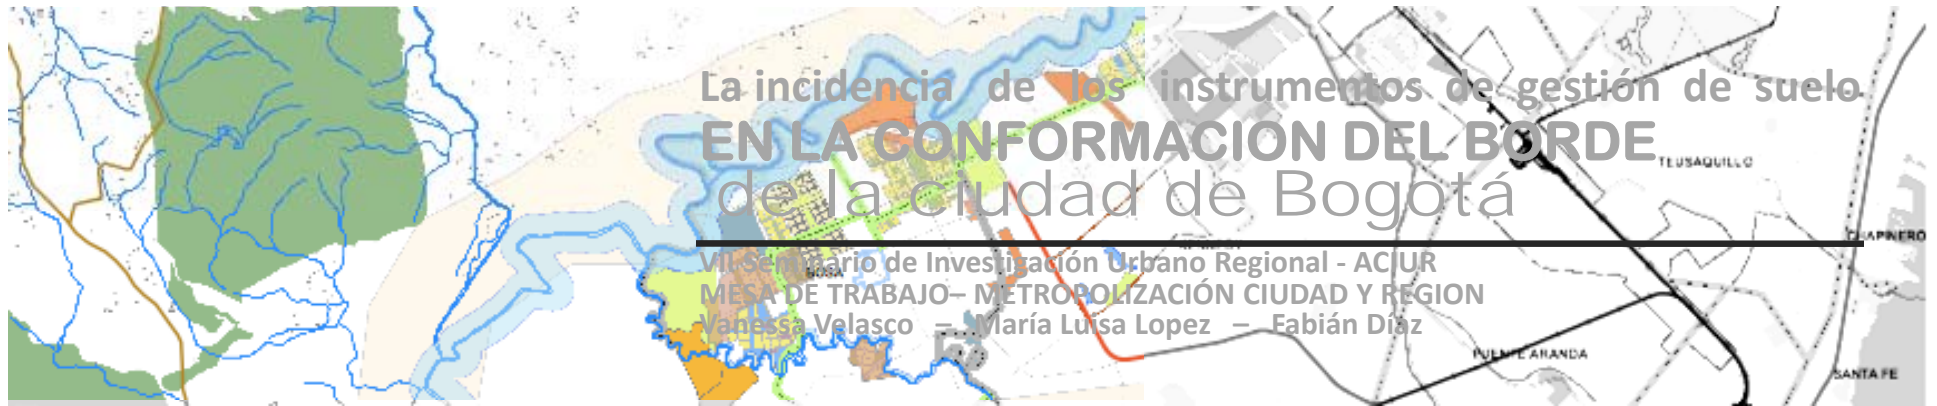 La incidencia de los instrumentos de gestión de suelo
EN LA CONFORMACION DEL BORDE
de la ciudad de Bogotá
VII Seminario de Investigación Urbano Regional - ACIUR
MESA DE TRABAJO– METROPOLIZACIÓN CIUDAD Y REGION
Vanessa Velasco – María Luisa Lopez – Fabián Díaz
TEUSAQUILLO
CHAPINERO
BOSA
PUENTE ARANDA
SANTA FE